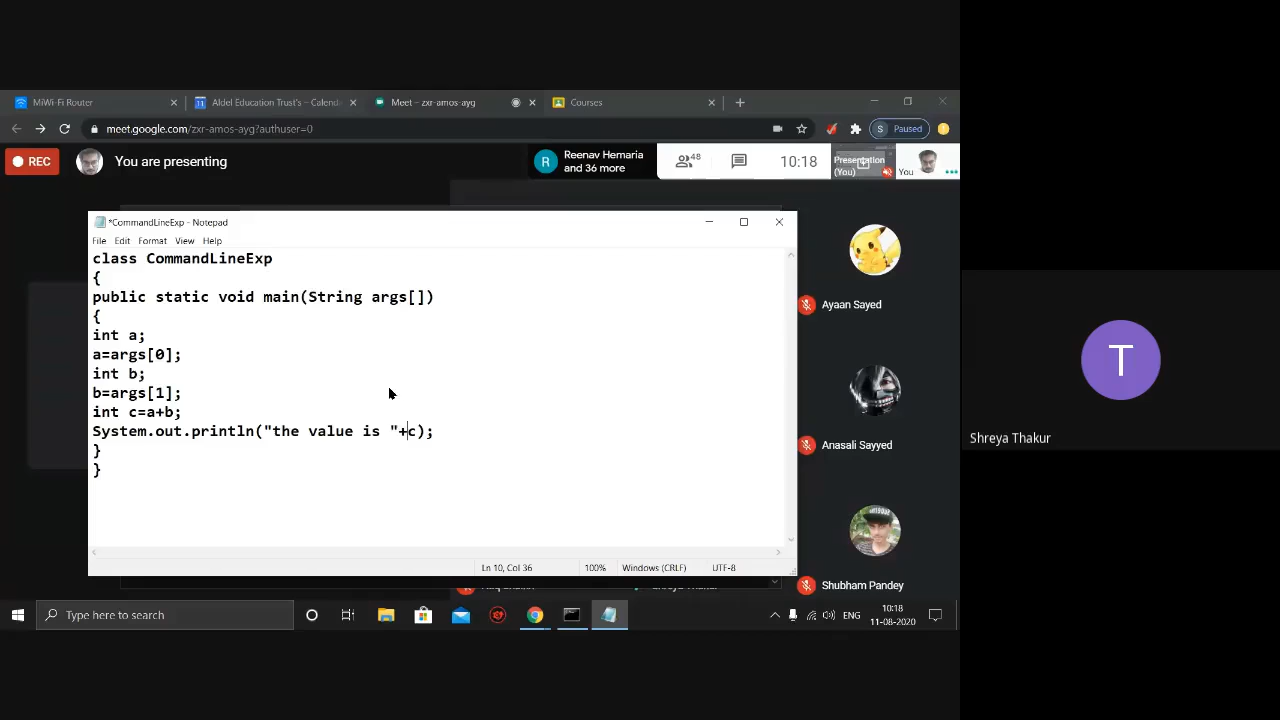 MiWi-Fi Router
Aldel Education Trust's – Calenda
Meet – zxr-amos-ayg
Courses
meet.google.com/zxr-amos-ayg?authuser=0
S Paused
REC
You are presenting
R
Reenav Hemaria
and 36 more
48
10:18
Presentation
(You)
You
*CommandLineExp - Notepad
File Edit Format View Help
class CommandLineExp
{
public static void main(String args[])
{
int a;
a=args[0];
int b;
b=args[1];
int c=a+b;
System.out.println("the value is "+c);
}
}
Ln 10, Col 36
100%
Windows (CRLF)
UTF-8
Ayaan Sayed
Anasali Sayyed
Shubham Pandey
T
Shreya Thakur
Type here to search
ENG
10:18
11-08-2020